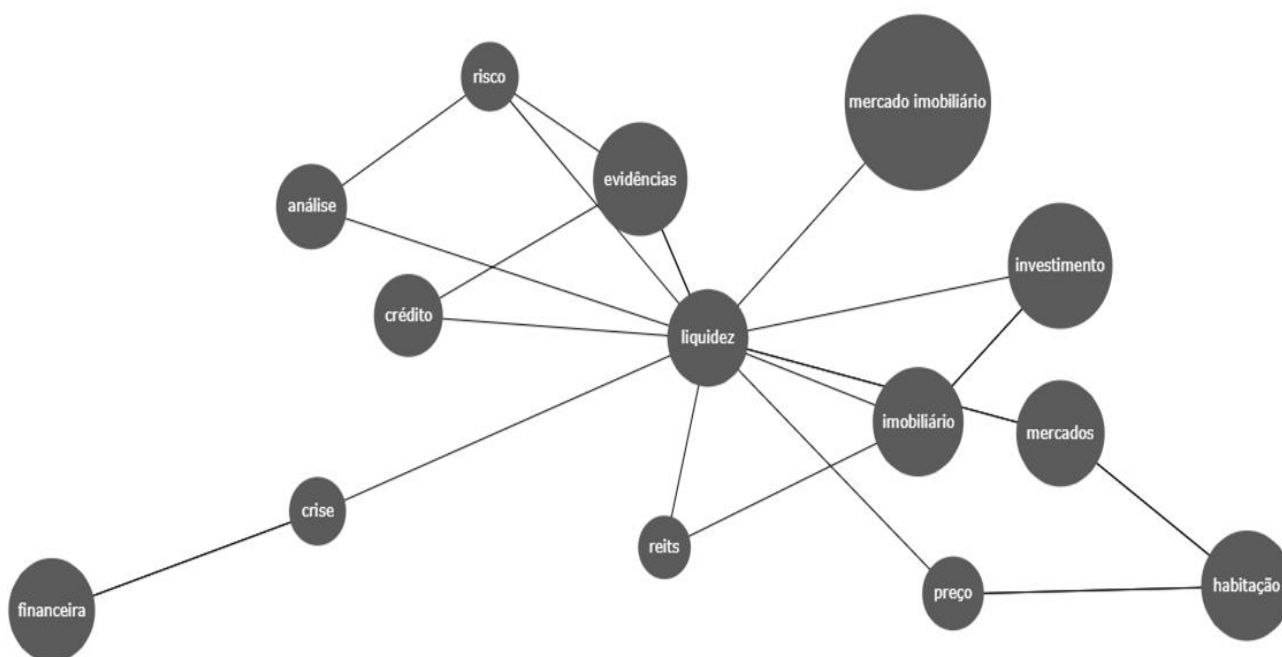 risco
mercado imobiliário
evidências
análise
investimento
crédito
liquidez
imobiliário
mercados
crise
reits
preço
habitação
financeira